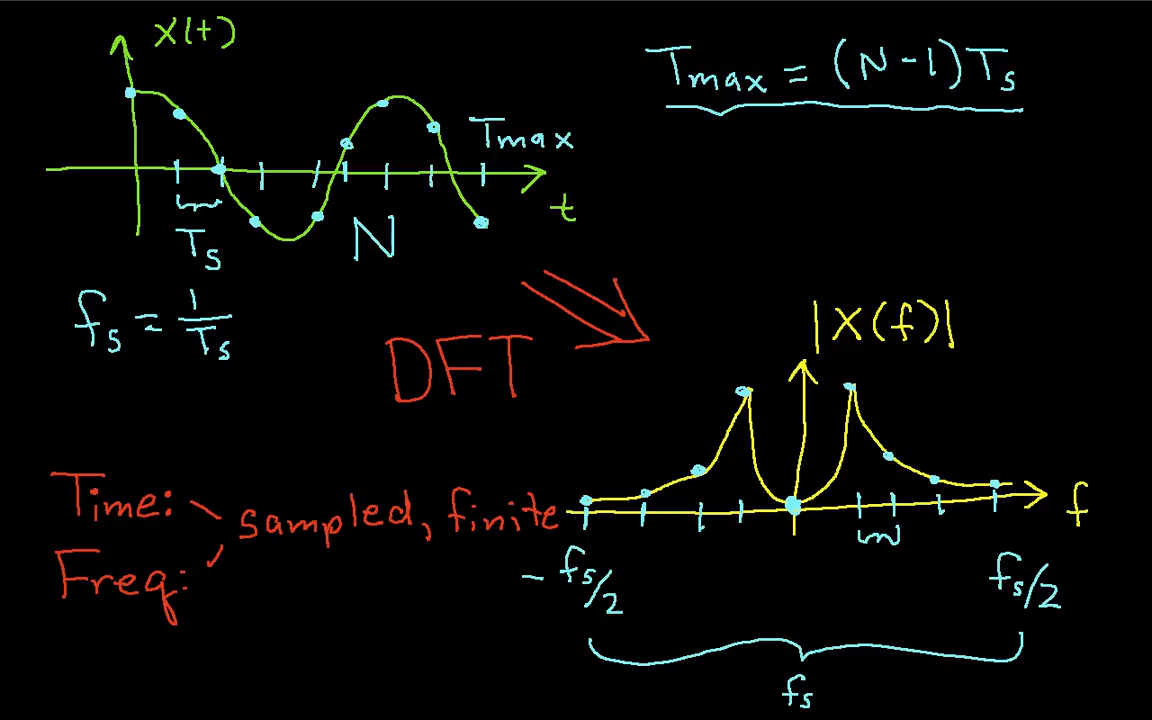 x(t)
Tmax = (N-1)Ts
Tmax
t
Ts
N
fs = 1/Ts
DFT
|X(f)|
Time:
Freq:
sampled, finite
f
-fs/2
fs/2
fs